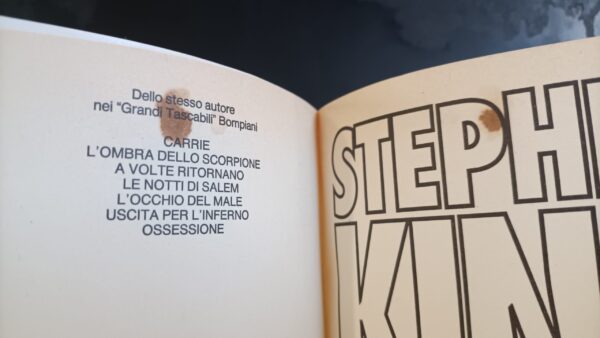 Dello stesso autore
nei "Grandi Tascabili" Bompiani
CARRIE
L'OMBRA DELLO SCORPIONE
A VOLTE RITORNANO
LE NOTTI DI SALEM
L'OCCHIO DEL MALE
USCITA PER L'INFERNO
OSSESSIONE
STEPH
KIN